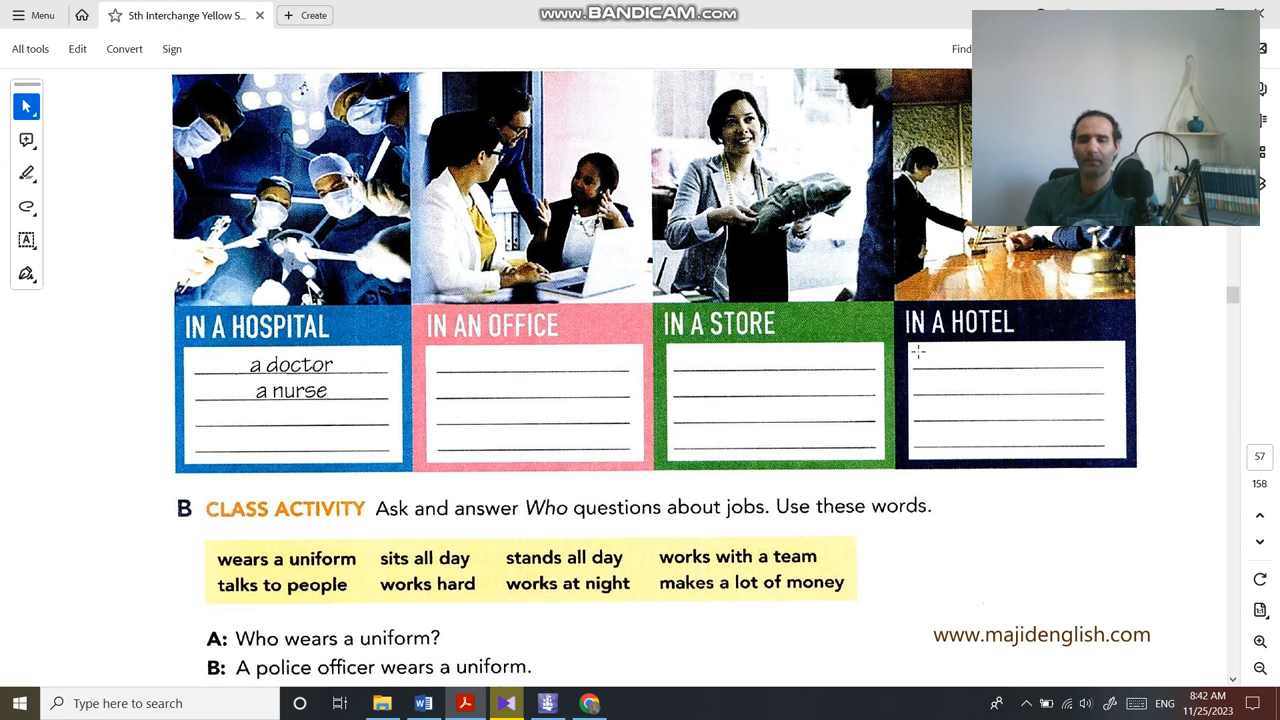 Menu
5th Interchange Yellow S...
Create
www.BANDICAM.com
All tools
Edit
Convert
Sign
Find
IN A HOSPITAL
a doctor
a nurse
IN AN OFFICE
IN A STORE
IN A HOTEL
B CLASS ACTIVITY Ask and answer Who questions about jobs. Use these words.
wears a uniform sits all day stands all day works with a team
talks to people works hard works at night makes a lot of money
A: Who wears a uniform?
B: A police officer wears a uniform.
www.majidenglish.com
57
158
Type here to search
ENG
8:42 AM
11/25/2023